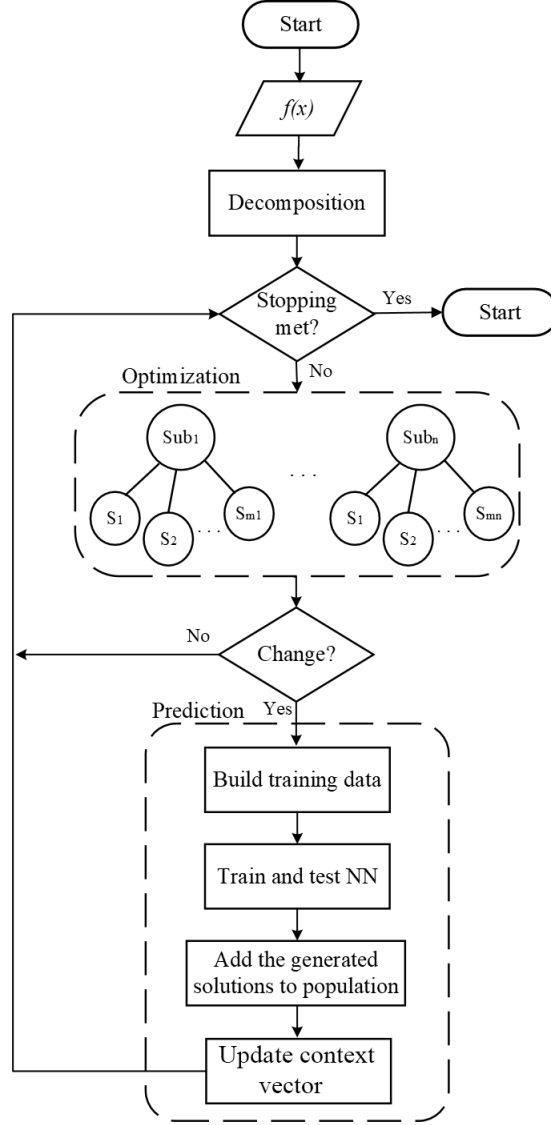 Start
f(x)
Decomposition
Stopping
met?
Yes
Start
No
Optimization
Sub1
Subn
S1
S2
...
Sm1
...
S1
S2
...
Smn
No
Change?
Yes
Prediction
Build training data
Train and test NN
Add the generated
solutions to population
Update context
vector